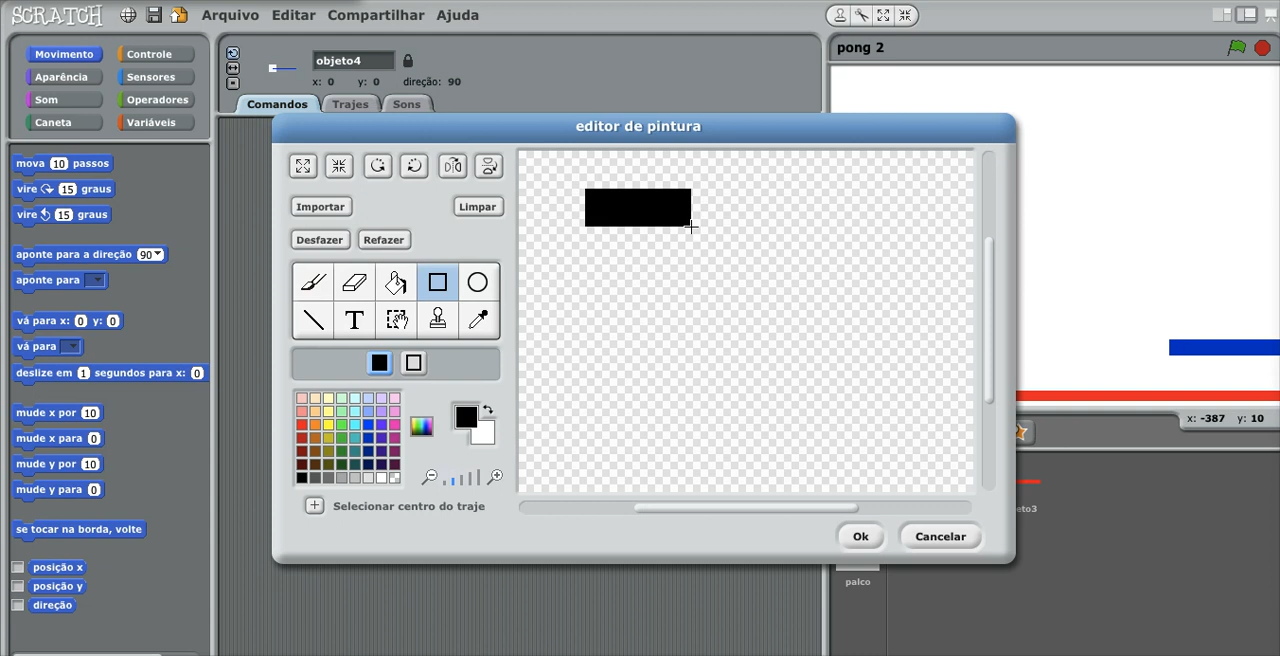 SCRATCH Arquivo Editar Compartilhar Ajuda
Movimento Controle
Aparência Sensores
Som Operadores
Caneta Variáveis
mova 10 passos
vire 15 graus
vire 15 graus
aponte para a direção 90
aponte para
vá para x: 0 y: 0
vá para
deslize em 1 segundos para x: 0
mude x por 10
mude x para 0
mude y por 10
mude y para 0
se tocar na borda, volte
posição x
posição y
direção
objeto4
x: 0 y: 0 direção: 90
Comandos Trajes Sons
editor de pintura
Importar Limpar
Desfazer Refazer
T
Selecionar centro do traje
Ok Cancelar
pong 2
x: -387 y: 10
eto3
palco